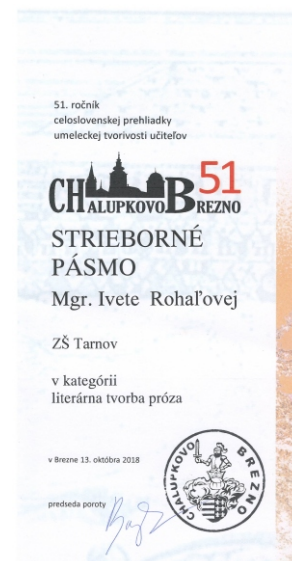 51. ročník
celoslovenskej prehliadky
umeleckej tvorivosti učiteľov
51
CHALUPKOVO BREZNO
STRIEBORNÉ
PÁSMO
Mgr. Ivete Rohaľovej
ZŠ Tarnov
v kategórii
literárna tvorba próza
v Brezne 13. októbra 2018
predseda poroty
CHALUPKOVO BREZNO